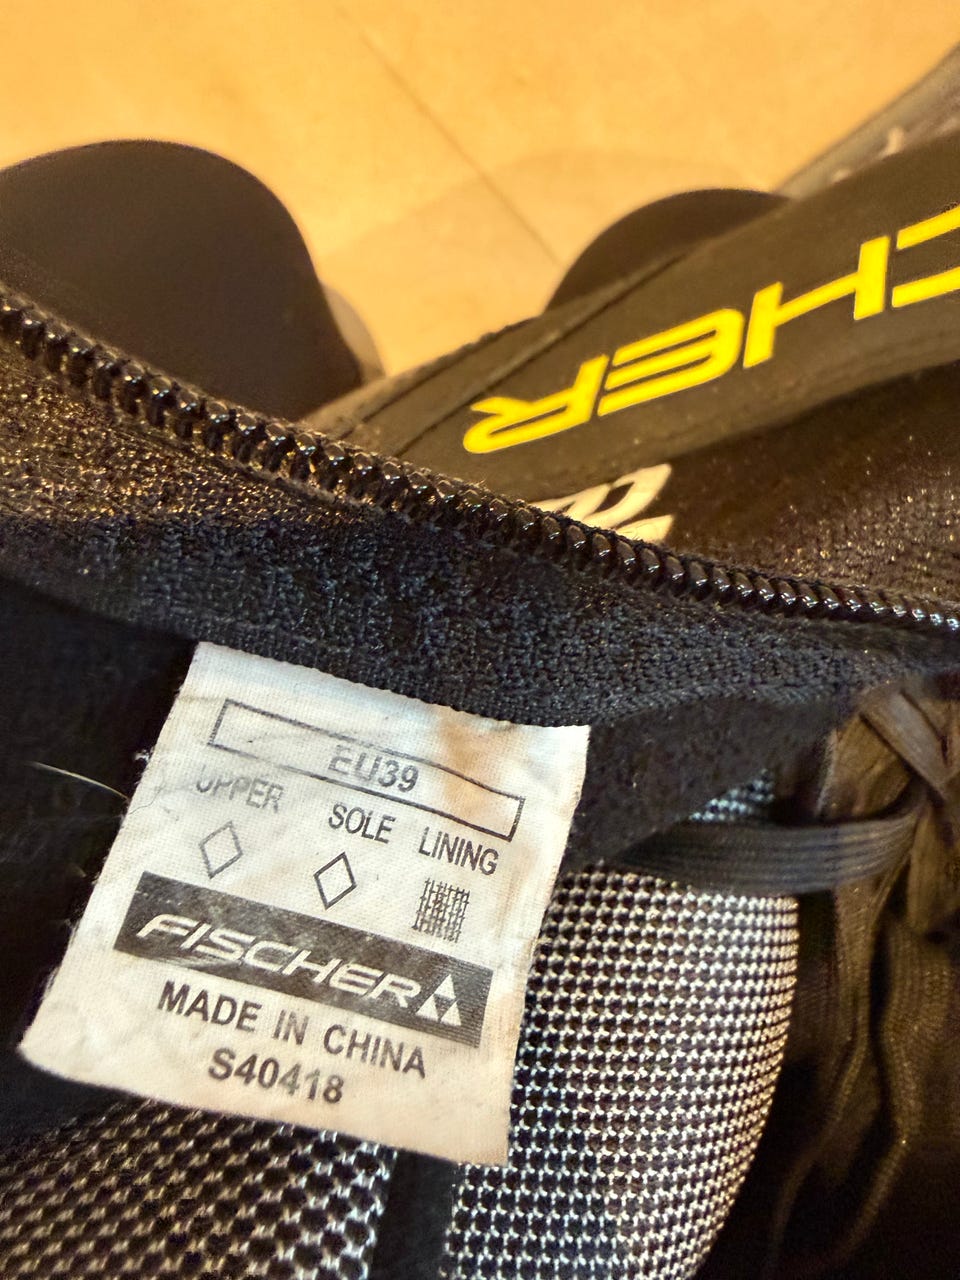 CHER
EU39
UPPER SOLE LINING
FISCHER
MADE IN CHINA
S40418